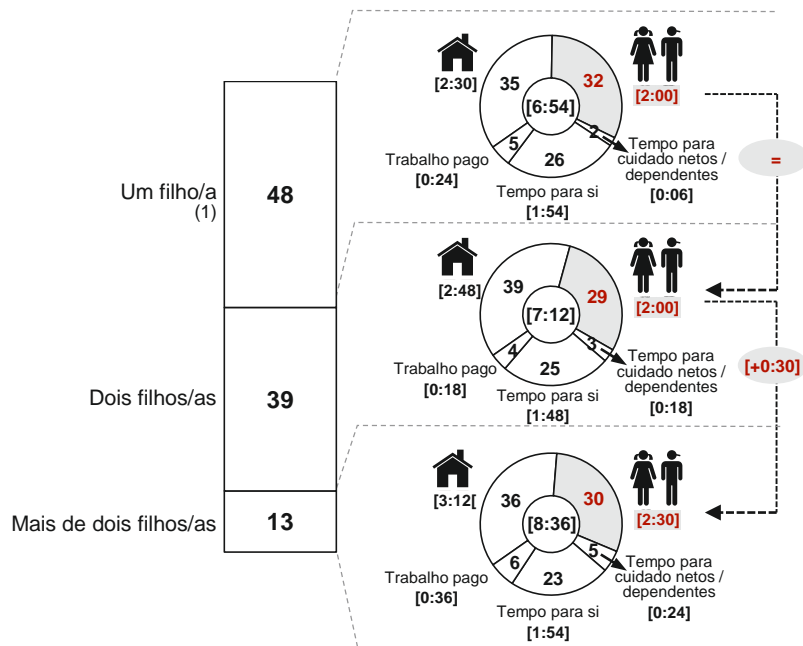 Um filho/a
(1)
48
Dois filhos/as
39
Mais de dois filhos/as
13
[2:30]
35
32
[6:54]
2
5
26
[2:00]
Trabalho pago
[0:24]
Tempo para si
[1:54]
Tempo para
cuidado netos /
dependentes
[0:06]
=
[2:48]
39
29
[7:12]
3
4
25
[2:00]
Trabalho pago
[0:18]
Tempo para si
[1:48]
Tempo para
cuidado netos /
dependentes
[0:18]
[+0:30]
[3:12[
36
30
[8:36]
5
6
23
[2:30]
Trabalho pago
[0:36]
Tempo para si
[1:54]
Tempo para
cuidado netos /
dependentes
[0:24]